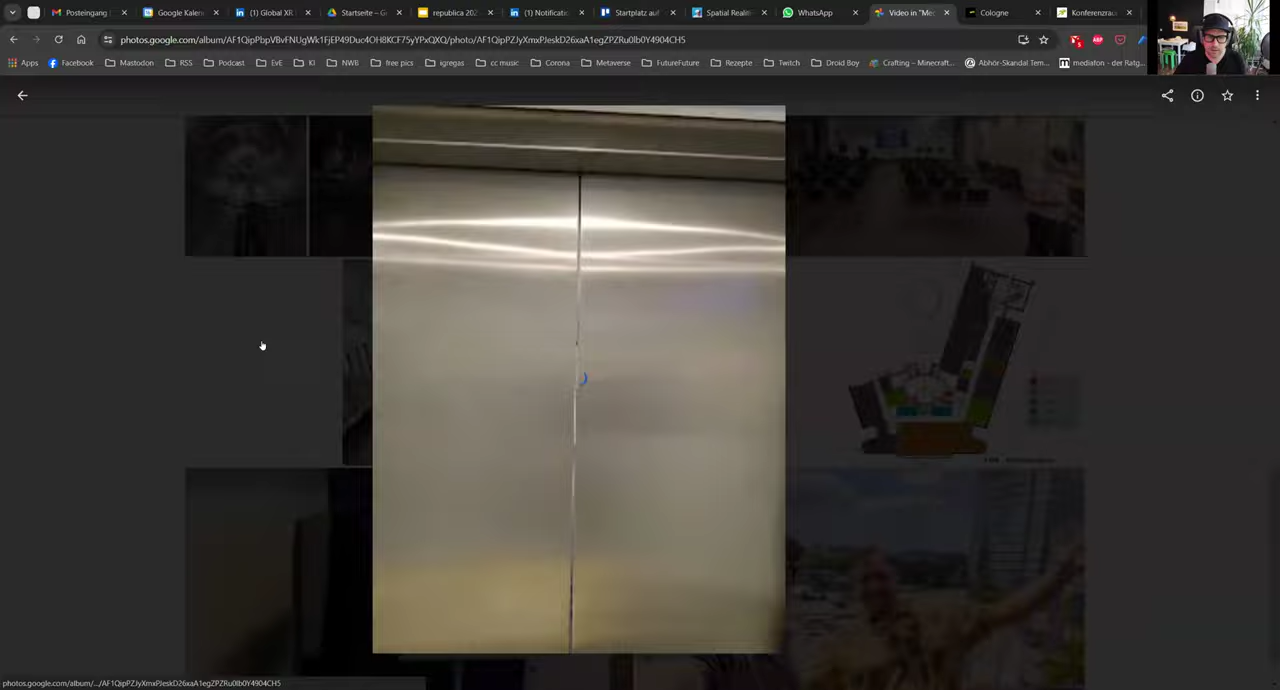 Posteingang
Google Kalen
(1) Global XR
Startseite – G
republica 202
(1) Notificatio
Startplatz auf
Spatial Realit
WhatsApp
Video in "Me
Cologne
Konferenzrau
photos.google.com/album/AF1QipPbpVBvFNUgWk1FjEP49Duc4OH8KCF75yYPxQXQ/photo/AF1QipPZJyXmxPJeskD26xaA1egZPZRu0lb0Y4904CH5
Apps
Facebook
Mastodon
RSS
Podcast
EvE
KI
NWB
free pics
igregas
cc music
Corona
Metaverse
FutureFuture
Rezepte
Twitch
Droid Boy
Crafting – Minecraft...
Abhör-Skandal Tem...
mediafon - der Ratg...
photos.google.com/album/.../AF1QipPZJyXmxPJeskD26xaA1egZPZRu0lb0Y4904CH5